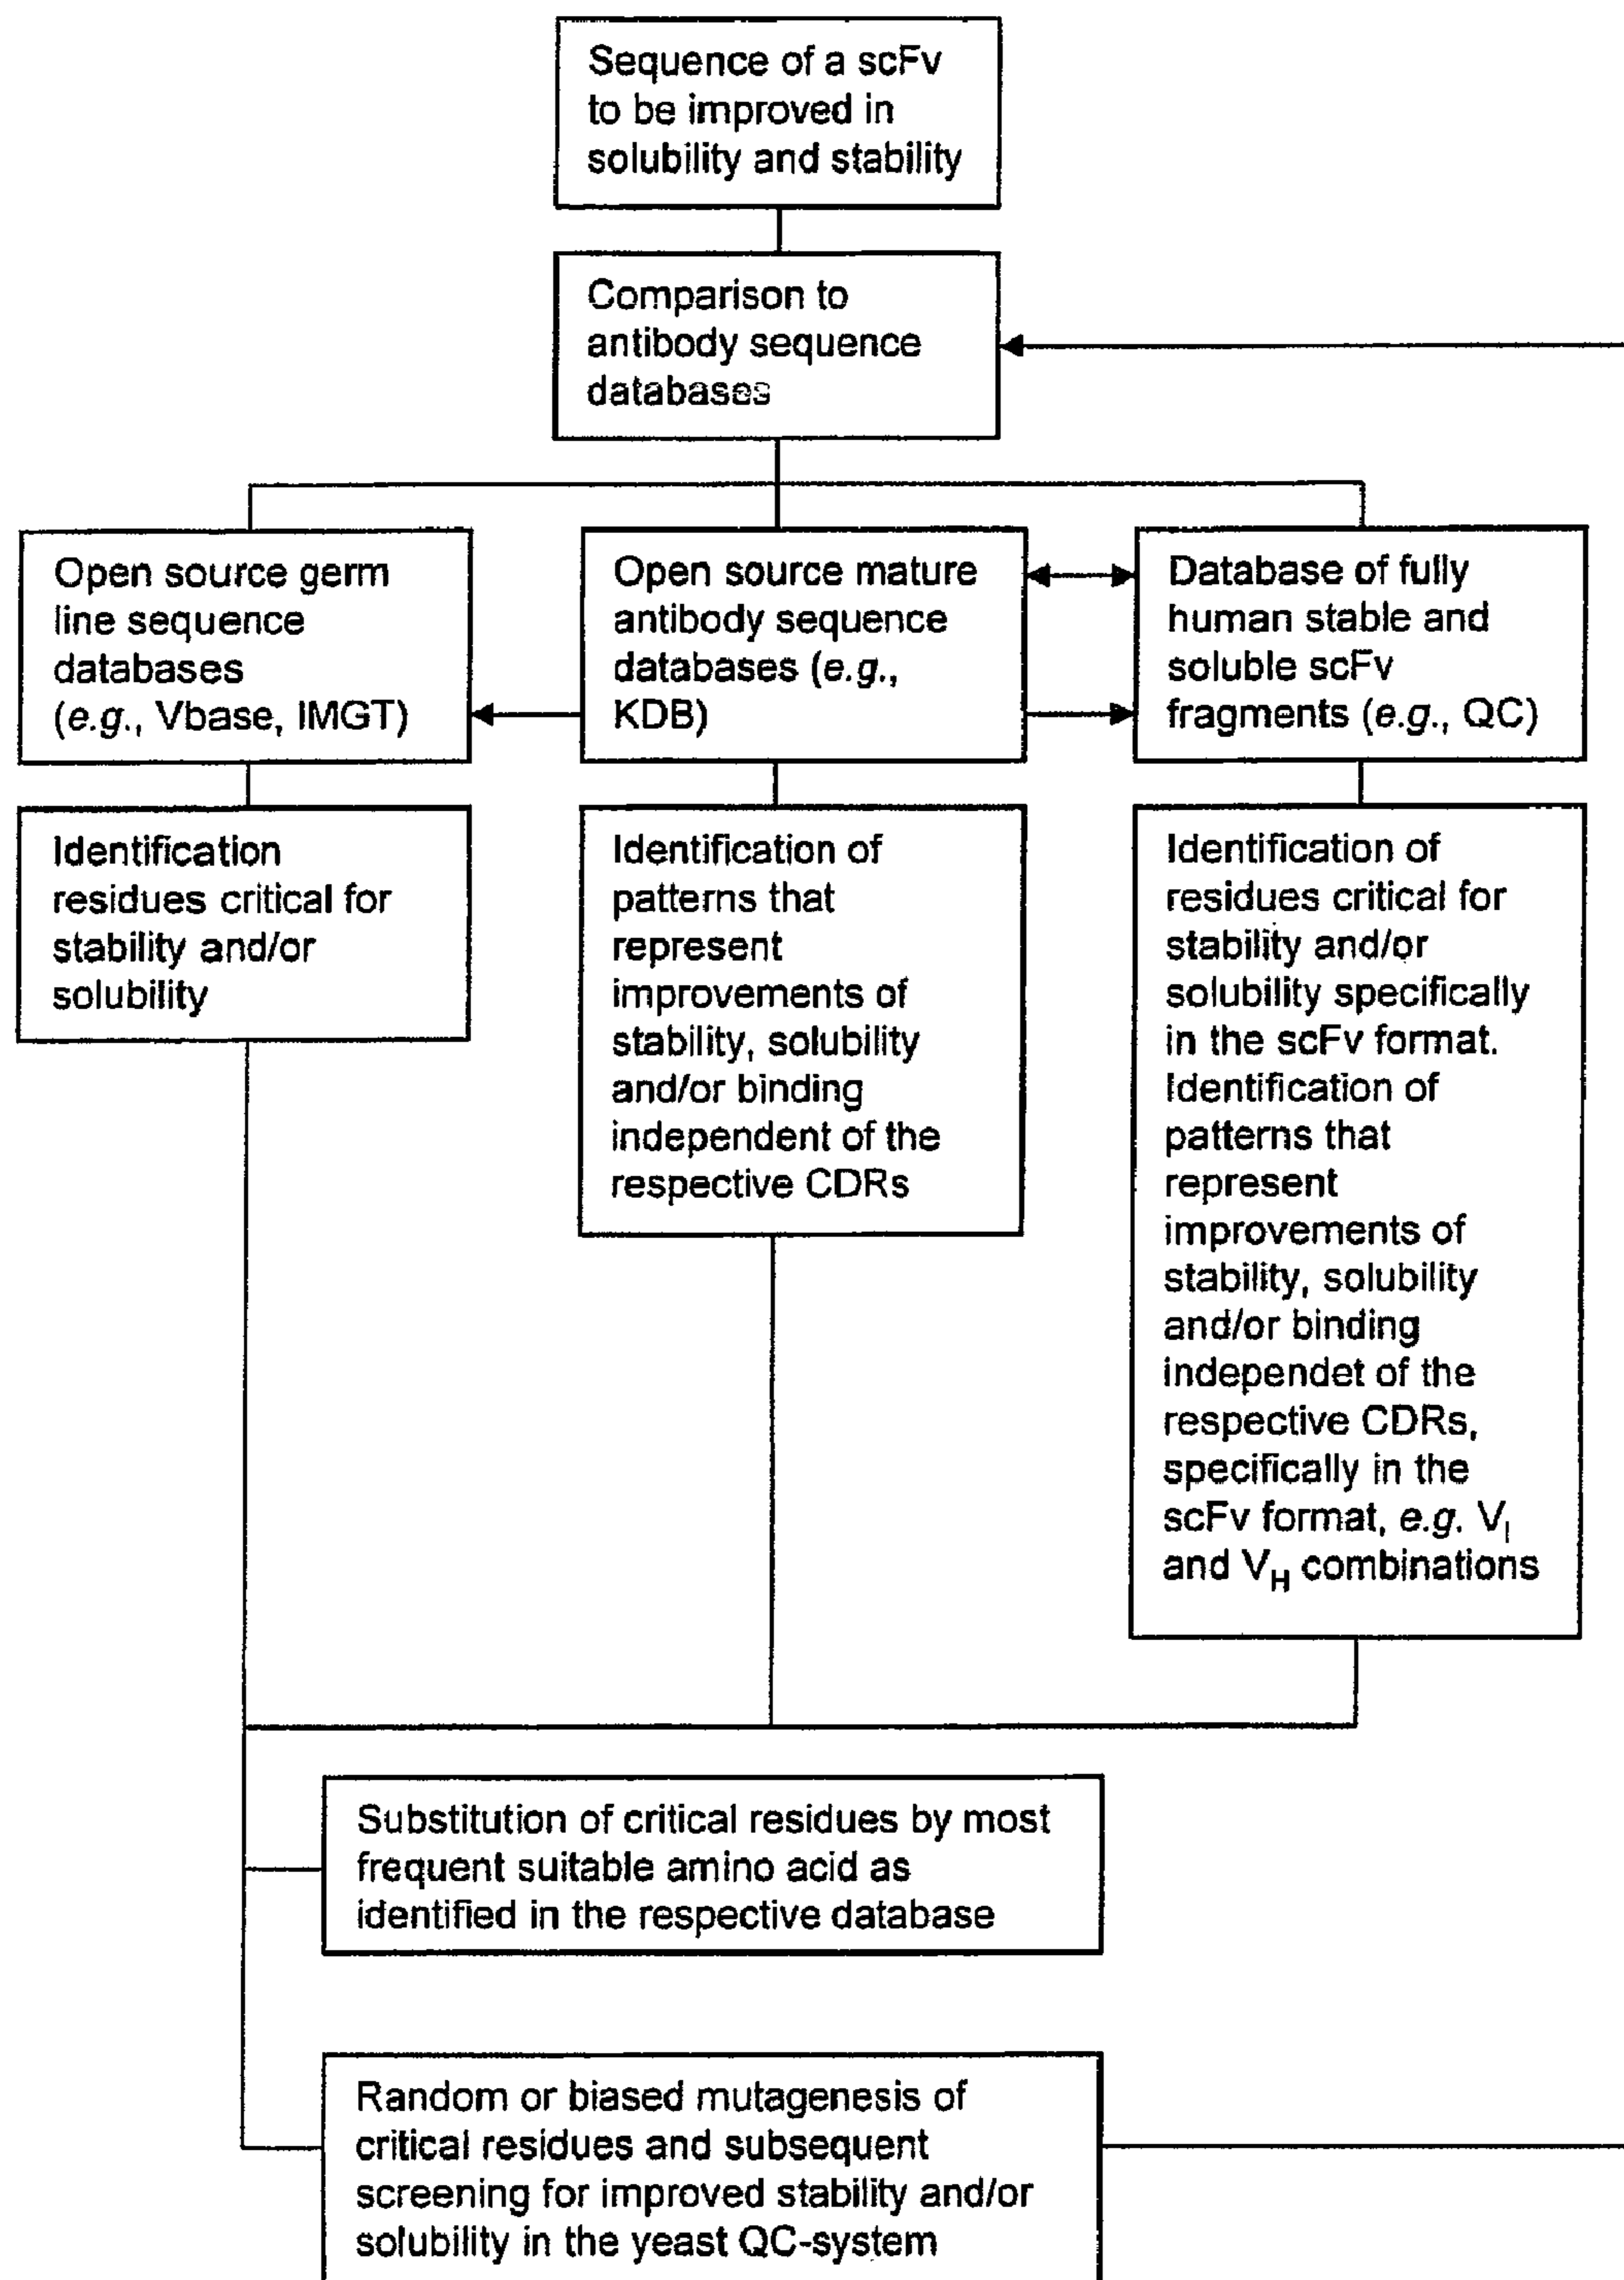 Sequence of a scFv
to be improved in
solubility and stability
Comparison to
antibody sequence
databases
Open source germ
line sequence
databases
(e.g., Vbase, IMGT)
Open source mature
antibody sequence
databases (e.g.,
KDB)
Database of fully
human stable and
soluble scFv
fragments (e.g., QC)
Identification
residues critical for
stability and/or
solubility
Identification of
patterns that
represent
improvements of
stability, solubility
and/or binding
independent of the
respective CDRs
Identification of
residues critical for
stability and/or
solubility specifically
in the scFv format.
Identification of
patterns that
represent
improvements of
stability, solubility
and/or binding
independet of the
respective CDRs,
specifically in the
scFv format, e.g. Vl
and VH combinations
Substitution of critical residues by most
frequent suitable amino acid as
identified in the respective database
Random or biased mutagenesis of
critical residues and subsequent
screening for improved stability and/or
solubility in the yeast QC-system